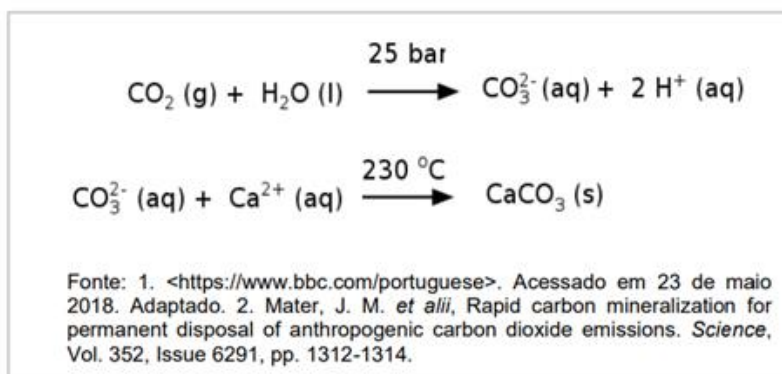 25 bar
CO₂ (g) + H₂O (l) ⟶ CO₃²⁻ (aq) + 2 H⁺ (aq)
230 °C
CO₃²⁻ (aq) + Ca²⁺ (aq) ⟶ CaCO₃ (s)
Fonte: 1. <https://www.bbc.com/portuguese>. Acessado em 23 de maio
2018. Adaptado. 2. Mater, J. M. et alii, Rapid carbon mineralization for
permanent disposal of anthropogenic carbon dioxide emissions. Science,
Vol. 352, Issue 6291, pp. 1312-1314.